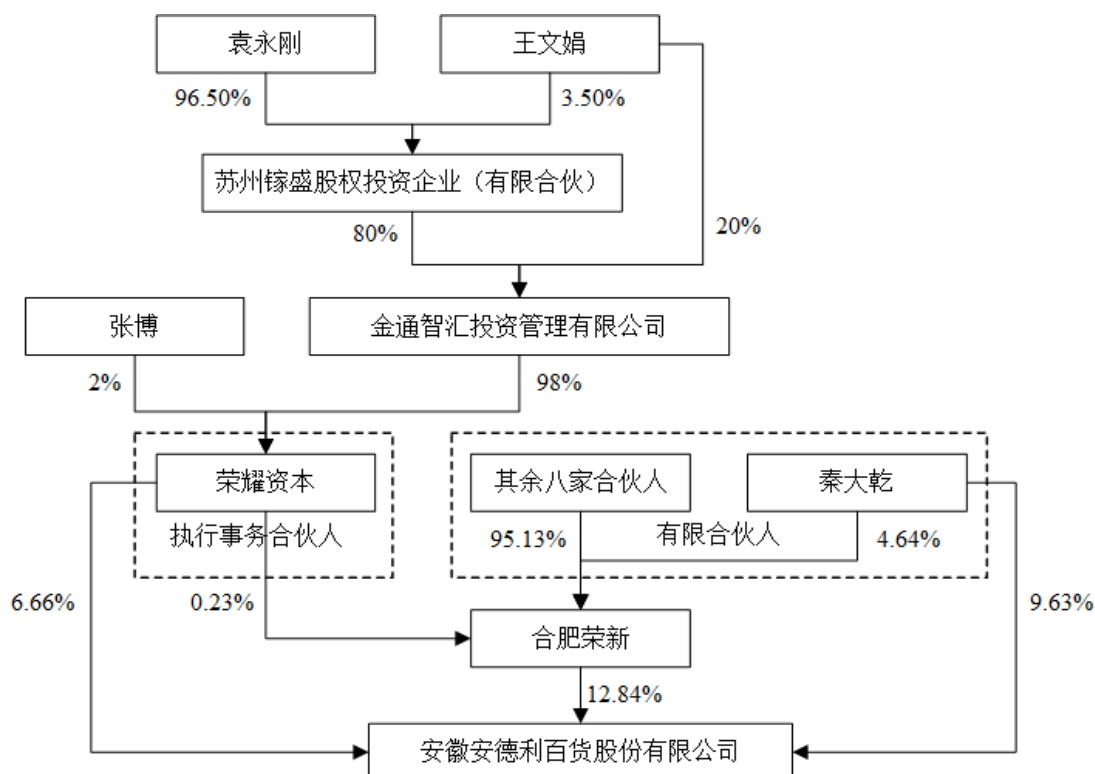 袁永刚
王文娟
96.50%
3.50%
苏州镓盛股权投资企业（有限合伙）
80%
20%
张博
金通智汇投资管理有限公司
2%
98%
荣耀资本
其余八家合伙人
秦大乾
执行事务合伙人
95.13%
有限合伙人
4.64%
6.66%
0.23%
9.63%
合肥荣新
12.84%
安徽安德利百货股份有限公司